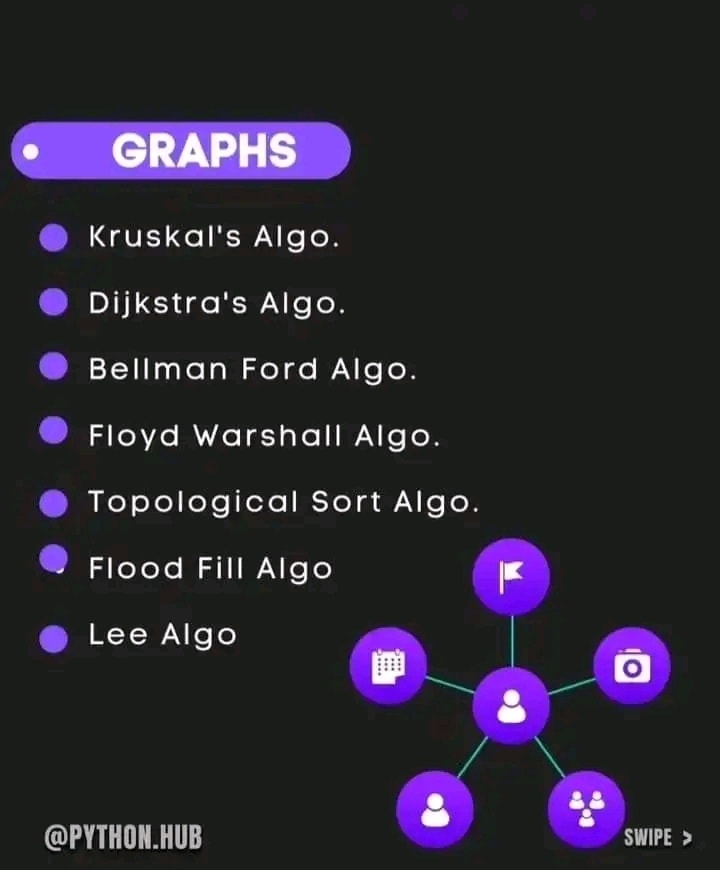 GRAPHS
Kruskal's Algo.
Dijkstra's Algo.
Bellman Ford Algo.
Floyd Warshall Algo.
Topological Sort Algo.
Flood Fill Algo
Lee Algo
@PYTHON.HUB
SWIPE >